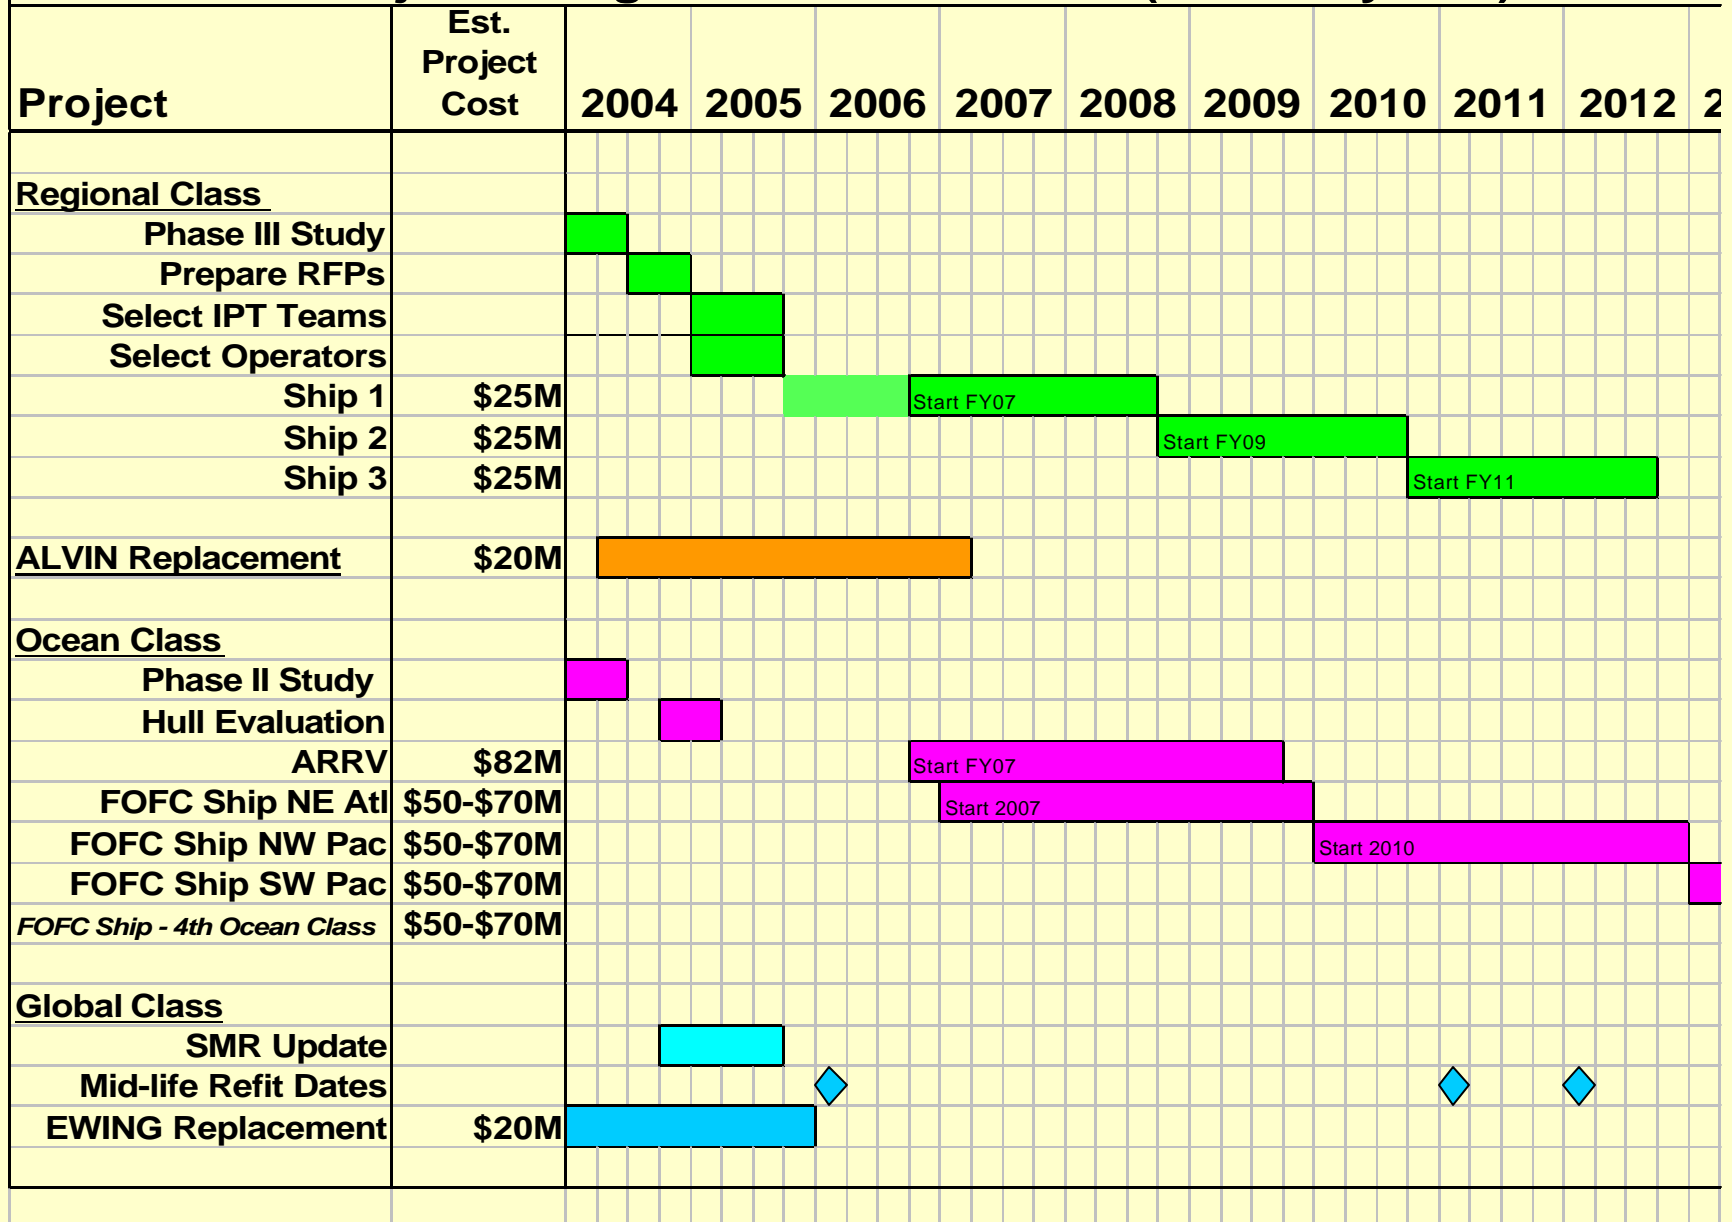 Est.
Project
Project Cost 2004 2005 2006 2007 2008 2009 2010 2011 2012 2
Regional Class
Phase III Study
Prepare RFPs
Select IPT Teams
Select Operators
Ship 1 $25M Start FY07
Ship 2 $25M Start FY09
Ship 3 $25M Start FY11
ALVIN Replacement $20M
Ocean Class
Phase II Study
Hull Evaluation
ARRV $82M Start FY07
FOFC Ship NE Atl $50-$70M Start 2007
FOFC Ship NW Pac $50-$70M Start 2010
FOFC Ship SW Pac $50-$70M
FOFC Ship - 4th Ocean Class $50-$70M
Global Class
SMR Update
Mid-life Refit Dates
EWING Replacement $20M